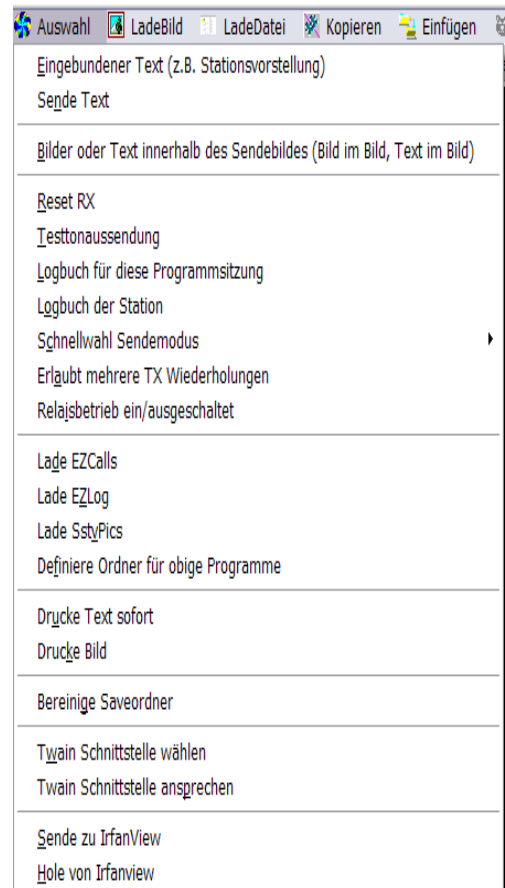 Auswahl LadeBild LadeDatei Kopieren Einfügen
Eingebundener Text (z.B. Stationsvorstellung)
Sende Text
Bilder oder Text innerhalb des Sendebildes (Bild im Bild, Text im Bild)
Reset RX
Testtonaussendung
Logbuch für diese Programmsitzung
Logbuch der Station
Schnellwahl Sendemodus
Erlaubt mehrere TX Wiederholungen
Relaisbetrieb ein/ausgeschaltet
Lade EZCalls
Lade EZLog
Lade SstvPics
Definiere Ordner für obige Programme
Drucke Text sofort
Drucke Bild
Bereinige Saveordner
Twain Schnittstelle wählen
Twain Schnittstelle ansprechen
Sende zu IrfanView
Hole von Irfanview